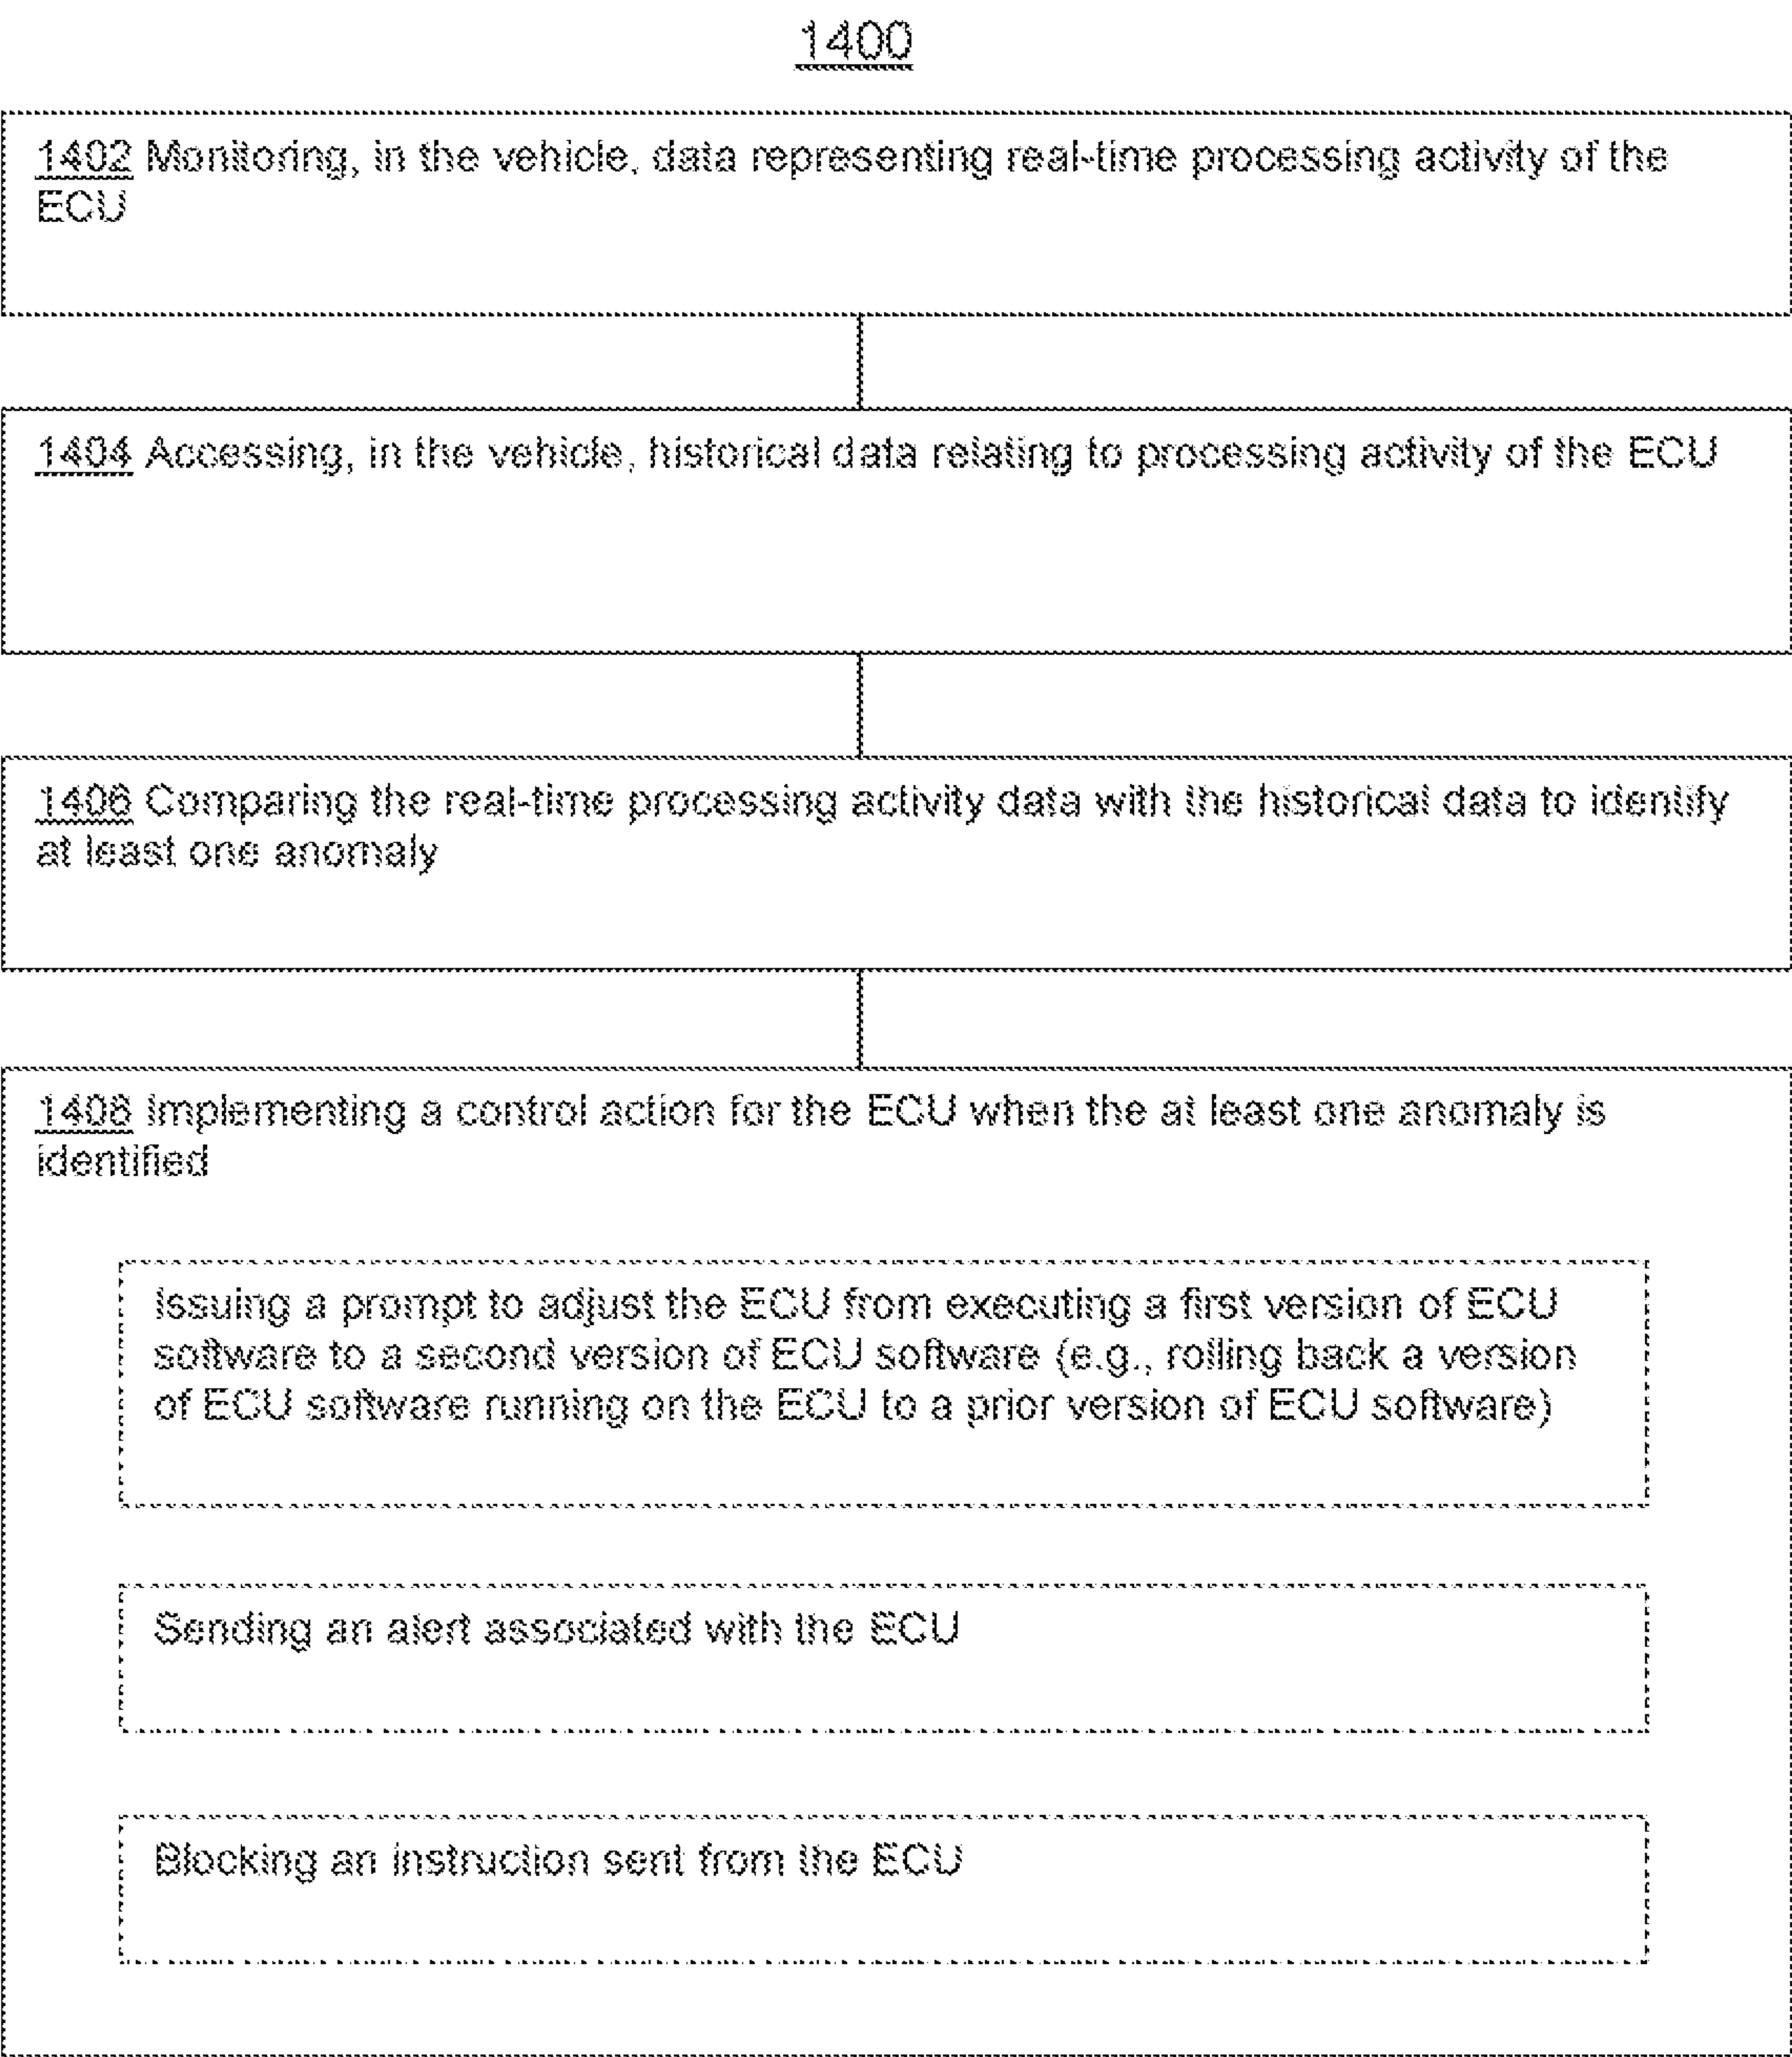 1400
1402 Monitoring, in the vehicle, data representing real-time processing activity of the
ECU
1404 Accessing, in the vehicle, historical data relating to processing activity of the ECU
1406 Comparing the real-time processing activity data with the historical data to identify
at least one anomaly
1408 Implementing a control action for the ECU when the at least one anomaly is
identified
Issuing a prompt to adjust the ECU from executing a first version of ECU
software to a second version of ECU software (e.g., rolling back a version
of ECU software running on the ECU to a prior version of ECU software)
Sending an alert associated with the ECU
Blocking an instruction sent from the ECU